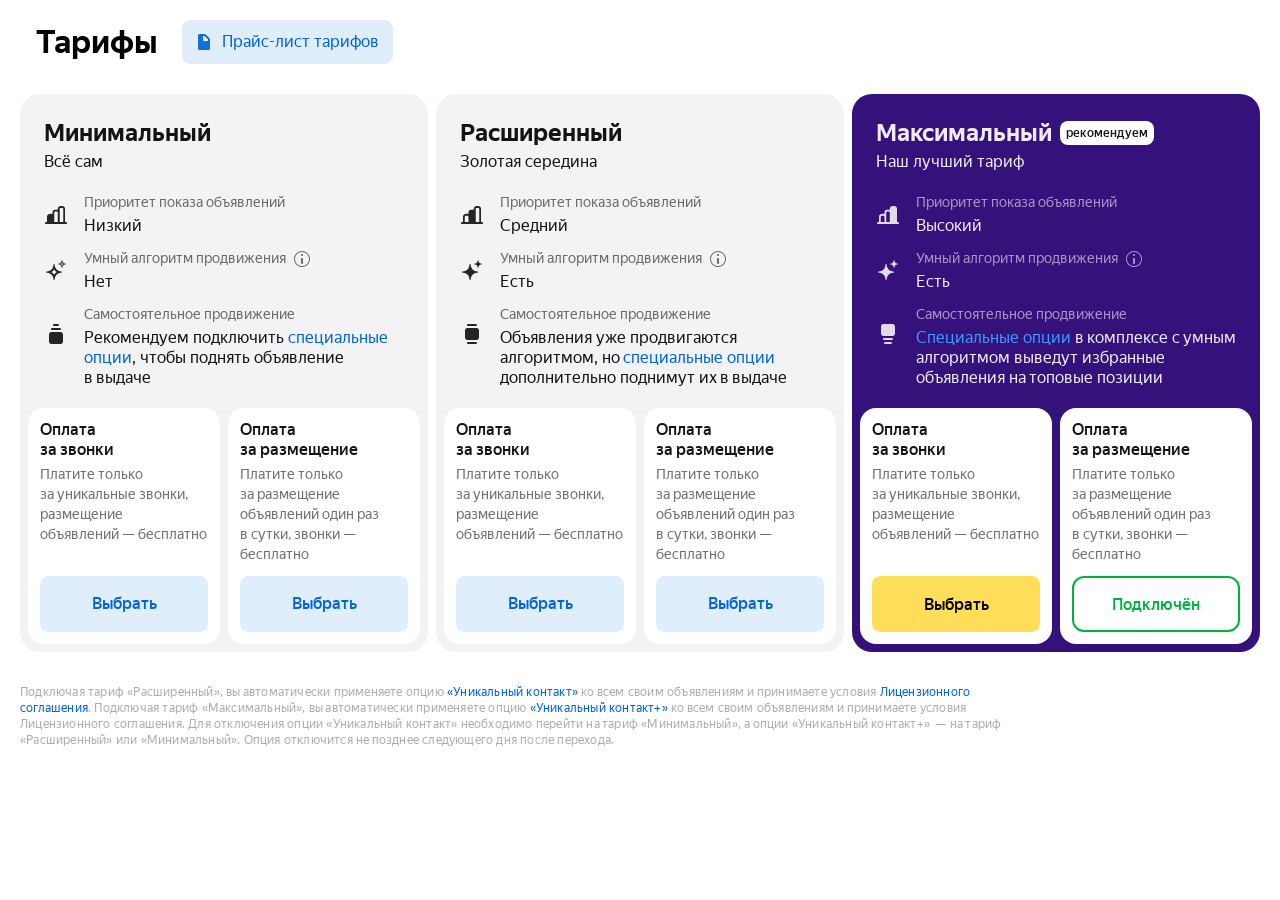 Тарифы
Прайс-лист тарифов
Минимальный
Всё сам
Приоритет показа объявлений
Низкий
Умный алгоритм продвижения
Нет
Самостоятельное продвижение
Рекомендуем подключить специальные
опции, чтобы поднять объявление
в выдаче
Оплата
за звонки
Платите только
за уникальные звонки,
размещение
объявлений — бесплатно
Выбрать
Оплата
за размещение
Платите только
за размещение
объявлений один раз
в сутки, звонки —
бесплатно
Выбрать
Расширенный
Золотая середина
Приоритет показа объявлений
Средний
Умный алгоритм продвижения
Есть
Самостоятельное продвижение
Объявления уже продвигаются
алгоритмом, но специальные опции
дополнительно поднимут их в выдаче
Оплата
за звонки
Платите только
за уникальные звонки,
размещение
объявлений — бесплатно
Выбрать
Оплата
за размещение
Платите только
за размещение
объявлений один раз
в сутки, звонки —
бесплатно
Выбрать
Максимальный рекомендуем
Наш лучший тариф
Приоритет показа объявлений
Высокий
Умный алгоритм продвижения
Есть
Самостоятельное продвижение
Специальные опции в комплексе с умным
алгоритмом выведут избранные
объявления на топовые позиции
Оплата
за звонки
Платите только
за уникальные звонки,
размещение
объявлений — бесплатно
Выбрать
Оплата
за размещение
Платите только
за размещение
объявлений один раз
в сутки, звонки —
бесплатно
Подключён
Подключая тариф «Расширенный», вы автоматически применяете опцию «Уникальный контакт» ко всем своим объявлениям и принимаете условия Лицензионного
соглашения. Подключая тариф «Максимальный», вы автоматически применяете опцию «Уникальный контакт+» ко всем своим объявлениям и принимаете условия
Лицензионного соглашения. Для отключения опции «Уникальный контакт» необходимо перейти на тариф «Минимальный», а опции «Уникальный контакт+» — на тариф
«Расширенный» или «Минимальный». Опция отключится не позднее следующего дня после перехода.